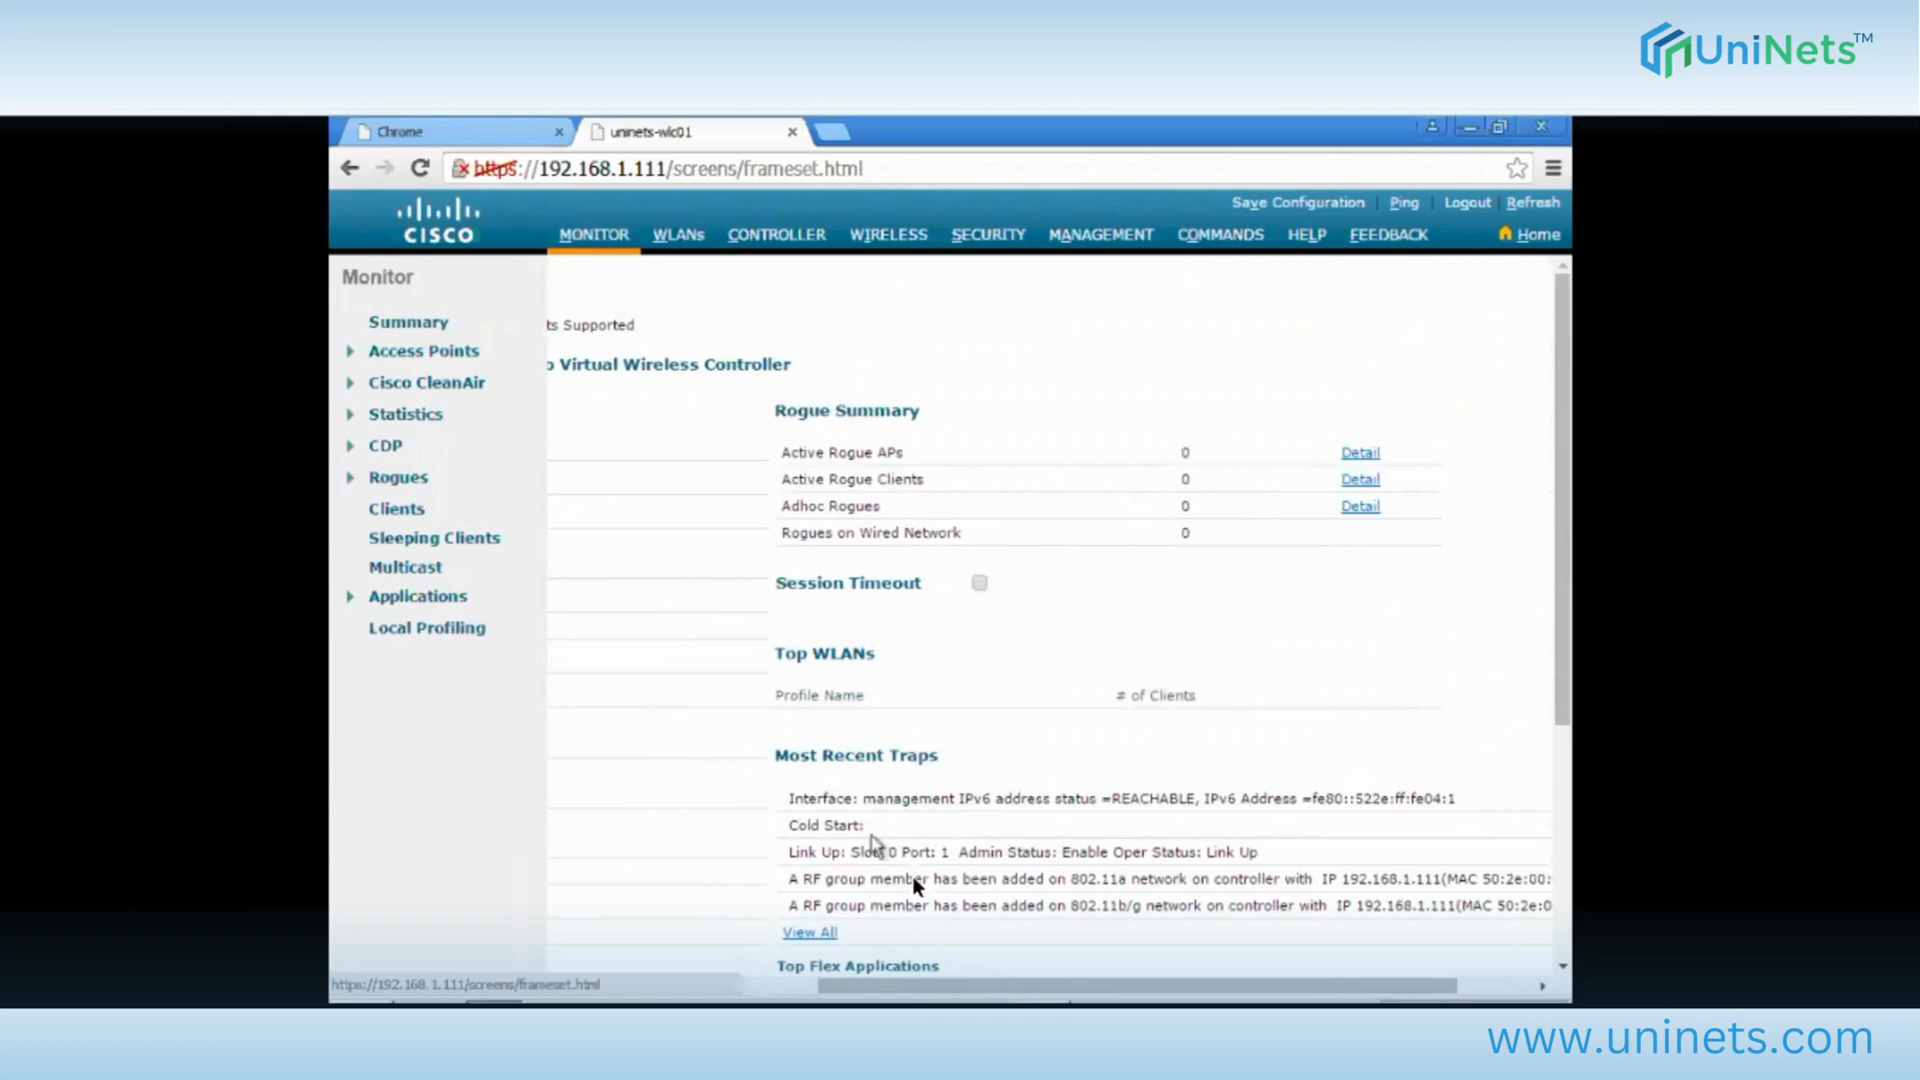 UniNets™
Chrome
uninets-wlc01
https://192.168.1.111/screens/frameset.html
Save Configuration Ping Logout Refresh
CISCO
MONITOR WLANs CONTROLLER WIRELESS SECURITY MANAGEMENT COMMANDS HELP FEEDBACK Home
Monitor
Summary
Access Points
Cisco CleanAir
Statistics
CDP
Rogues
Clients
Sleeping Clients
Multicast
Applications
Local Profiling
ts Supported
o Virtual Wireless Controller
Rogue Summary
Active Rogue APs 0 Detail
Active Rogue Clients 0 Detail
Adhoc Rogues 0 Detail
Rogues on Wired Network 0
Session Timeout
Top WLANs
Profile Name # of Clients
Most Recent Traps
Interface: management IPv6 address status =REACHABLE, IPv6 Address =fe80::522e:ff:fe04:1
Cold Start:
Link Up: Slot: 0 Port: 1 Admin Status: Enable Oper Status: Link Up
A RF group member has been added on 802.11a network on controller with IP 192.168.1.111(MAC 50:2e:00:
A RF group member has been added on 802.11b/g network on controller with IP 192.168.1.111(MAC 50:2e:0
View All
Top Flex Applications
https://192.168.1.111/screens/frameset.html
www.uninets.com